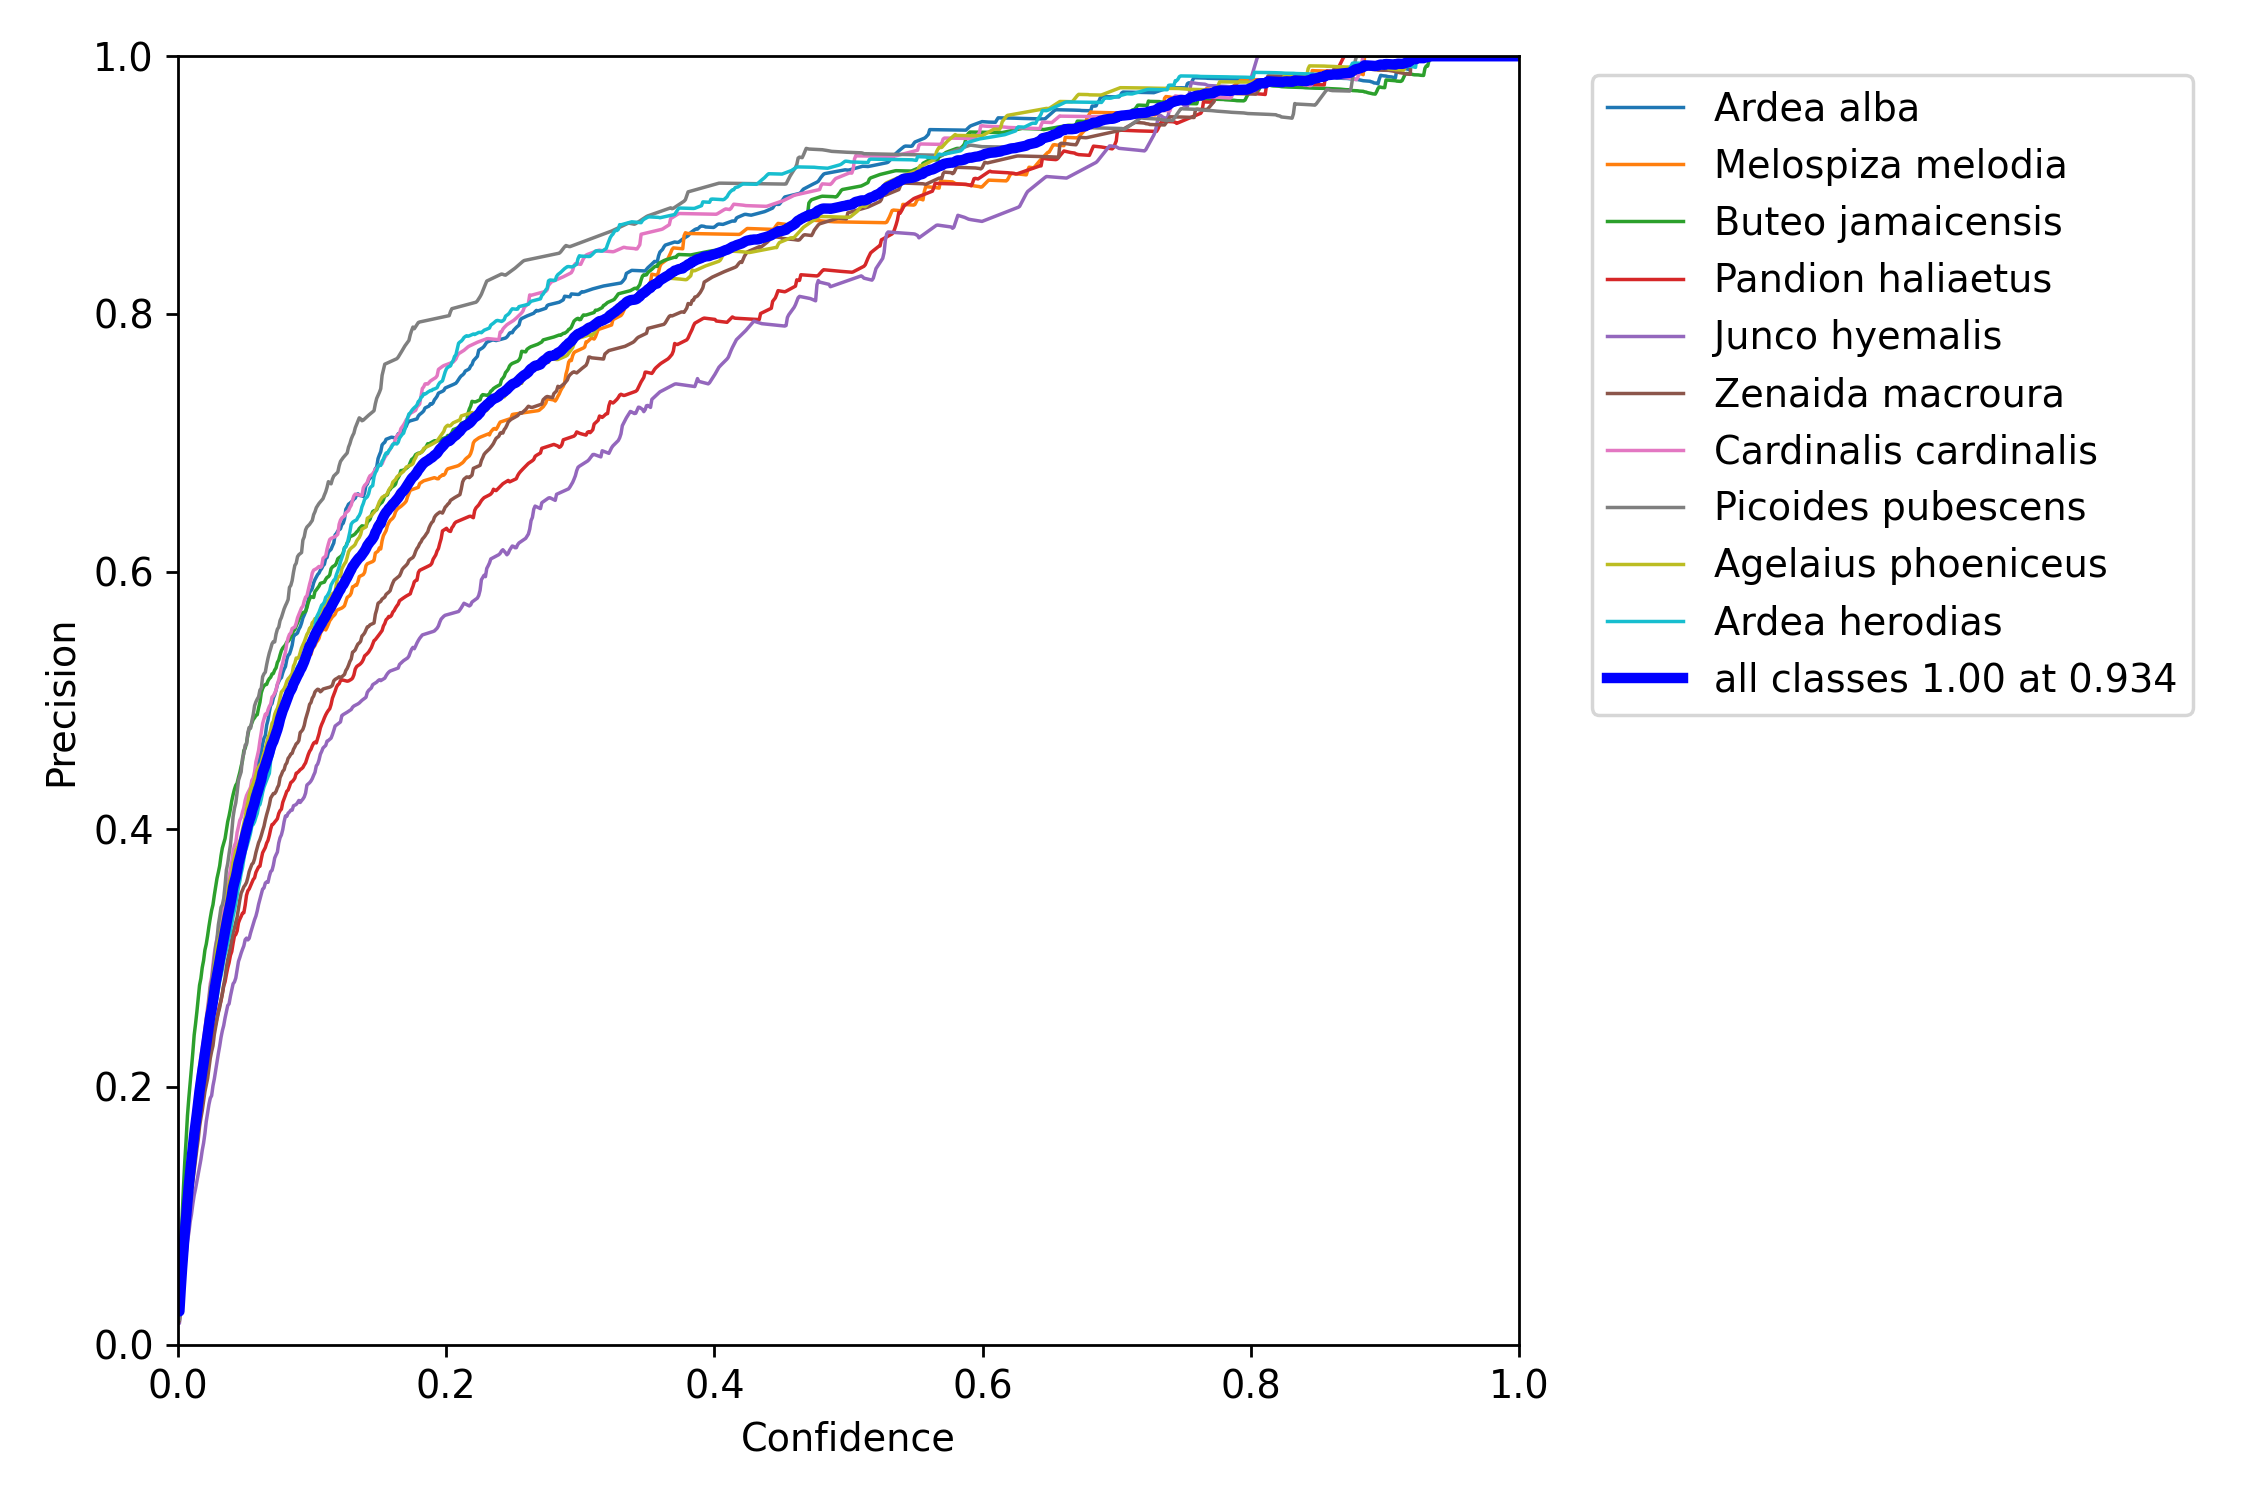 1.0
0.8
0.6
0.4
0.2
0.0
Precision
0.0 0.2 0.4 0.6 0.8 1.0
Confidence
Ardea alba
Melospiza melodia
Buteo jamaicensis
Pandion haliaetus
Junco hyemalis
Zenaida macroura
Cardinalis cardinalis
Picoides pubescens
Agelaius phoeniceus
Ardea herodias
all classes 1.00 at 0.934